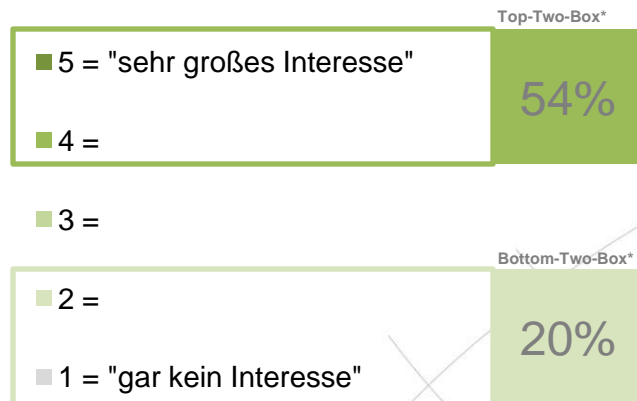 Top-Two-Box*
5 = "sehr großes Interesse"
54%
4 =
3 =
Bottom-Two-Box*
2 =
20%
1 = "gar kein Interesse"